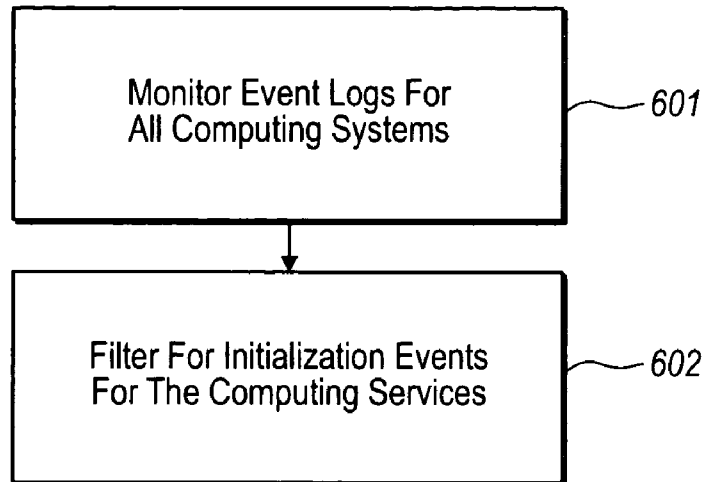 Monitor Event Logs For
All Computing Systems
601
Filter For Initialization Events
For The Computing Services
602